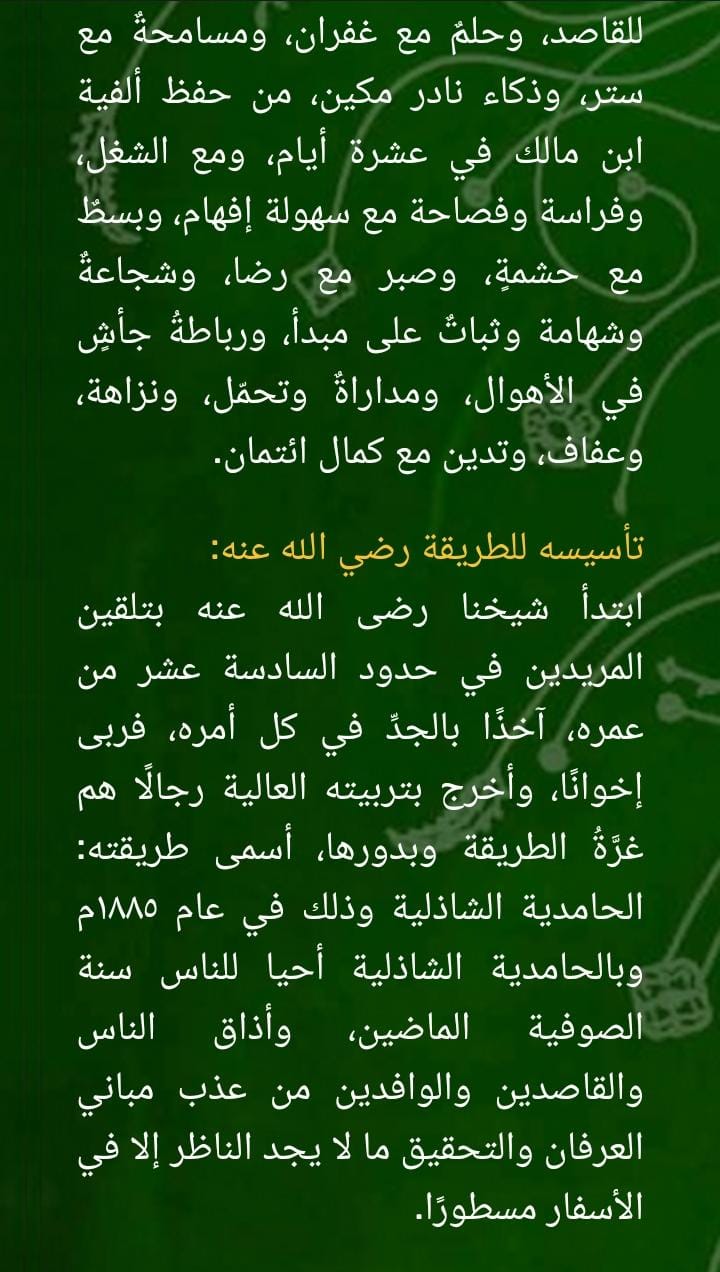 للقاصد، وحلمٌ مع غفران، ومسامحةٌ مع
ستر، وذكاء نادر مكين، من حفظ ألفية
ابن مالك في عشرة أيام، ومع الشغل،
وفراسة وفصاحة مع سهولة إفهام، وبسطٌ
مع حشمةٍ، وصبر مع رضا، وشجاعةٌ
وشهامة وثباتٌ على مبدأ، ورباطةُ جأشٍ
في الأهوال، ومداراةٌ وتحمّل، ونزاهة،
وعفاف، وتدين مع كمال ائتمان.
تأسيسه للطريقة رضي الله عنه:
ابتدأ شيخنا رضى الله عنه بتلقين
المريدين في حدود السادسة عشر من
عمره، آخذًا بالجدِّ في كل أمره، فربى
إخوانًا، وأخرج بتربيته العالية رجالًا هم
غرَّةُ الطريقة وبدورها، أسمى طريقته:
الحامدية الشاذلية وذلك في عام ١٨٨٥م
وبالحامدية الشاذلية أحيا للناس سنة
الصوفية الماضين، وأذاق الناس
والقاصدين والوافدين من عذب مباني
العرفان والتحقيق ما لا يجد الناظر إلا في
الأسفار مسطورًا.